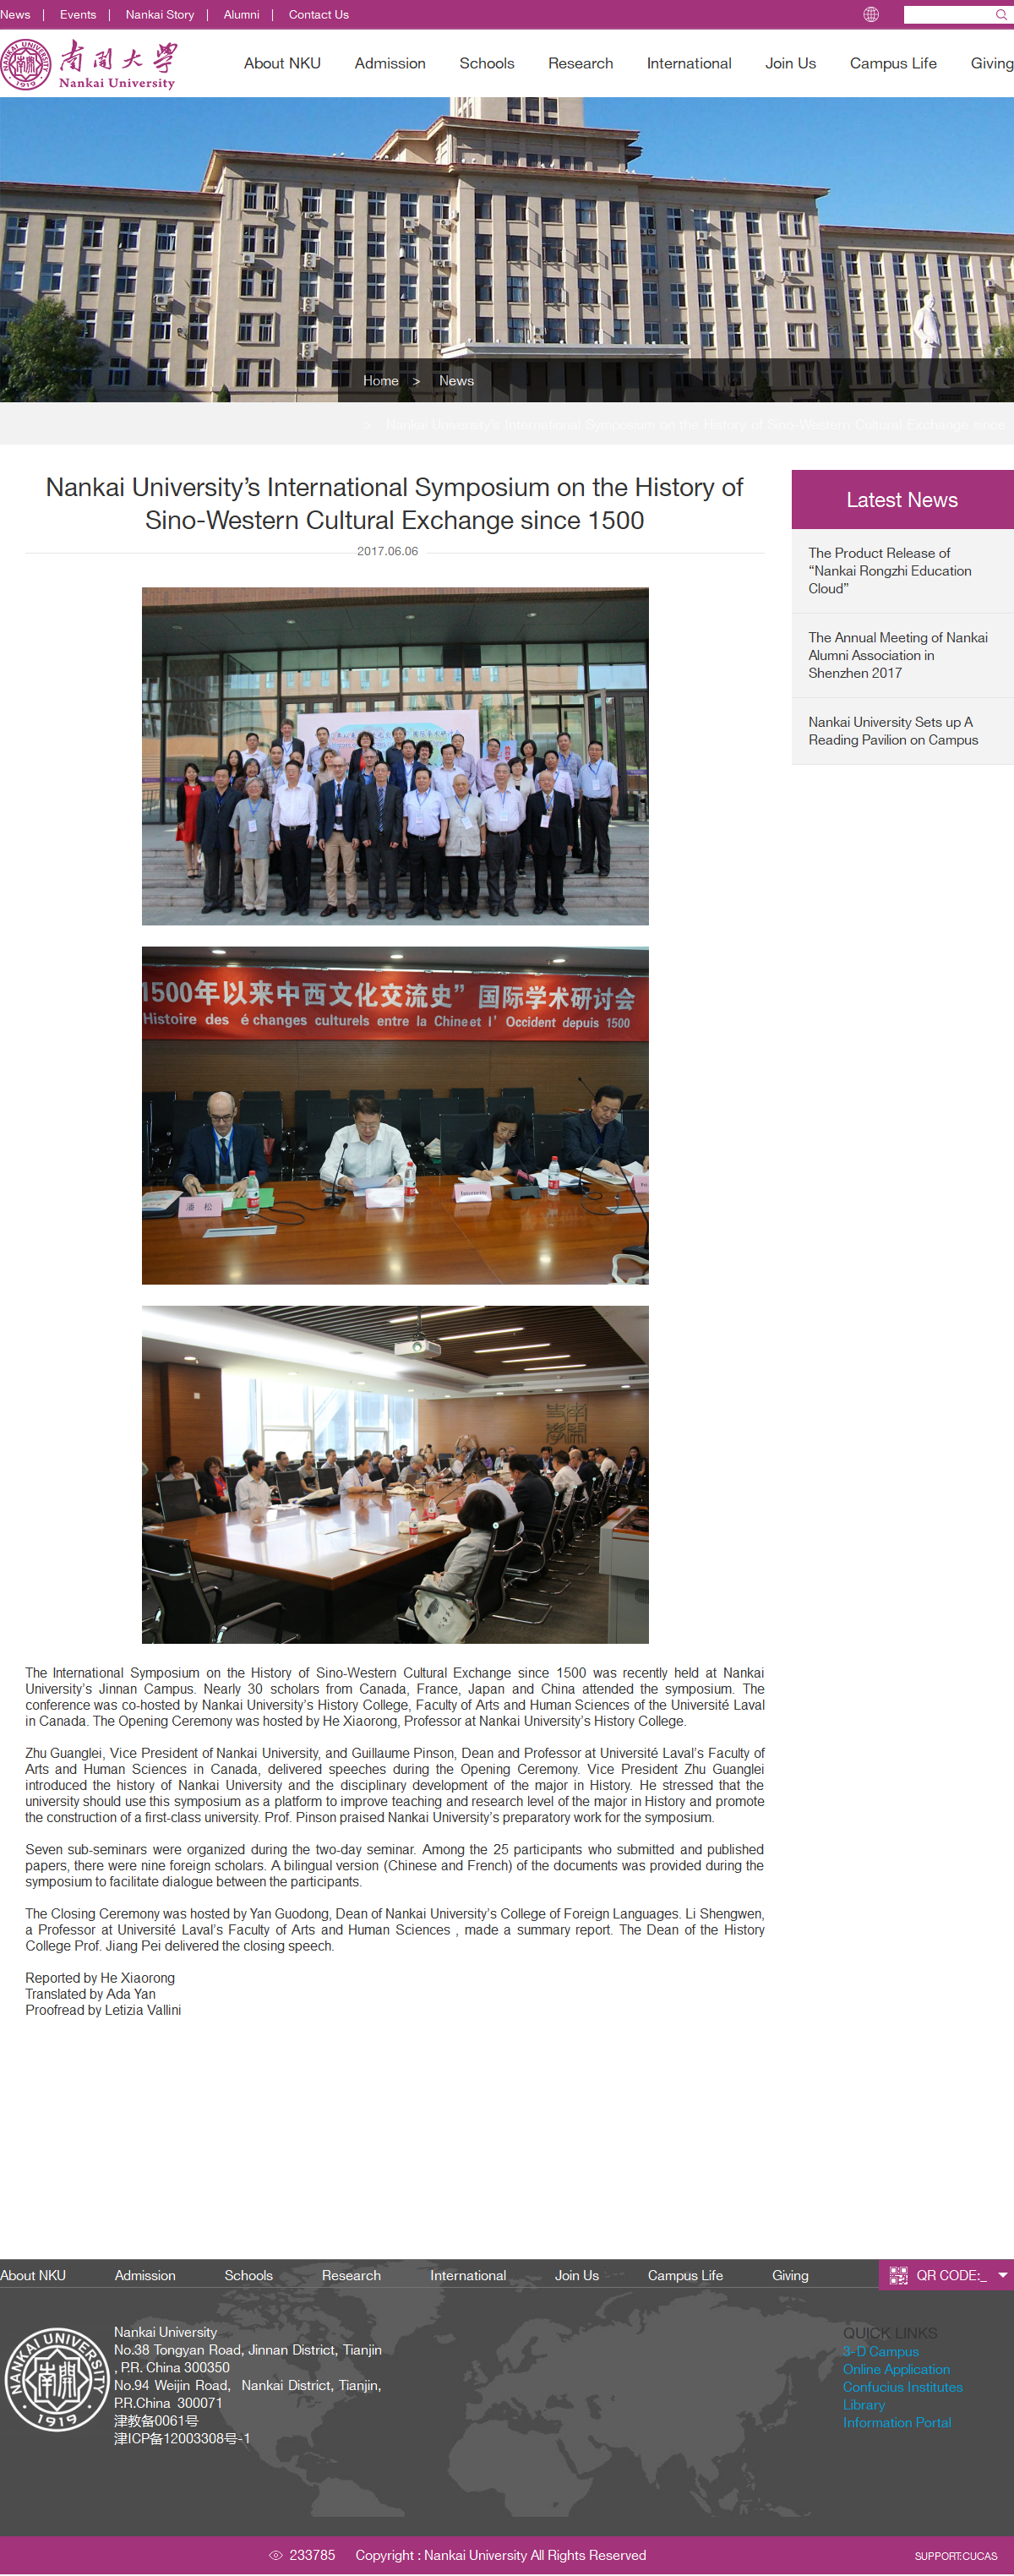 News
Events
Nankai Story
Alumni
Contact Us
NANKAI UNIVERSITY
1919
南開大學
Nankai University
About NKU
Admission
Schools
Research
International
Join Us
Campus Life
Giving
Home > News
> Nankai University's International Symposium on the History of Sino-Western Cultural Exchange since
Nankai University’s International Symposium on the History of
Sino-Western Cultural Exchange since 1500
2017.06.06
Latest News
The Product Release of
“Nankai Rongzhi Education
Cloud”
The Annual Meeting of Nankai
Alumni Association in
Shenzhen 2017
Nankai University Sets up A
Reading Pavilion on Campus
1500年以来中西文化交流史”国际学术研讨会
Histoire des échanges culturels entre la Chine et l’Occident depuis 1500
潘 松
The International Symposium on the History of Sino-Western Cultural Exchange since 1500 was recently held at Nankai
University’s Jinnan Campus. Nearly 30 scholars from Canada, France, Japan and China attended the symposium. The
conference was co-hosted by Nankai University’s History College, Faculty of Arts and Human Sciences of the Université Laval
in Canada. The Opening Ceremony was hosted by He Xiaorong, Professor at Nankai University’s History College.
Zhu Guanglei, Vice President of Nankai University, and Guillaume Pinson, Dean and Professor at Université Laval’s Faculty of
Arts and Human Sciences in Canada, delivered speeches during the Opening Ceremony. Vice President Zhu Guanglei
introduced the history of Nankai University and the disciplinary development of the major in History. He stressed that the
university should use this symposium as a platform to improve teaching and research level of the major in History and promote
the construction of a first-class university. Prof. Pinson praised Nankai University’s preparatory work for the symposium.
Seven sub-seminars were organized during the two-day seminar. Among the 25 participants who submitted and published
papers, there were nine foreign scholars. A bilingual version (Chinese and French) of the documents was provided during the
symposium to facilitate dialogue between the participants.
The Closing Ceremony was hosted by Yan Guodong, Dean of Nankai University’s College of Foreign Languages. Li Shengwen,
a Professor at Université Laval’s Faculty of Arts and Human Sciences , made a summary report. The Dean of the History
College Prof. Jiang Pei delivered the closing speech.
Reported by He Xiaorong
Translated by Ada Yan
Proofread by Letizia Vallini
About NKU
Admission
Schools
Research
International
Join Us
Campus Life
Giving
QR CODE:_
NANKAI UNIVERSITY
1919
Nankai University
No.38 Tongyan Road, Jinnan District, Tianjin
, P.R. China 300350
No.94 Weijin Road, Nankai District, Tianjin,
P.R.China 300071
津教备0061号
津ICP备12003308号-1
QUICK LINKS
3-D Campus
Online Application
Confucius Institutes
Library
Information Portal
233785
Copyright : Nankai University All Rights Reserved
SUPPORT:CUCAS